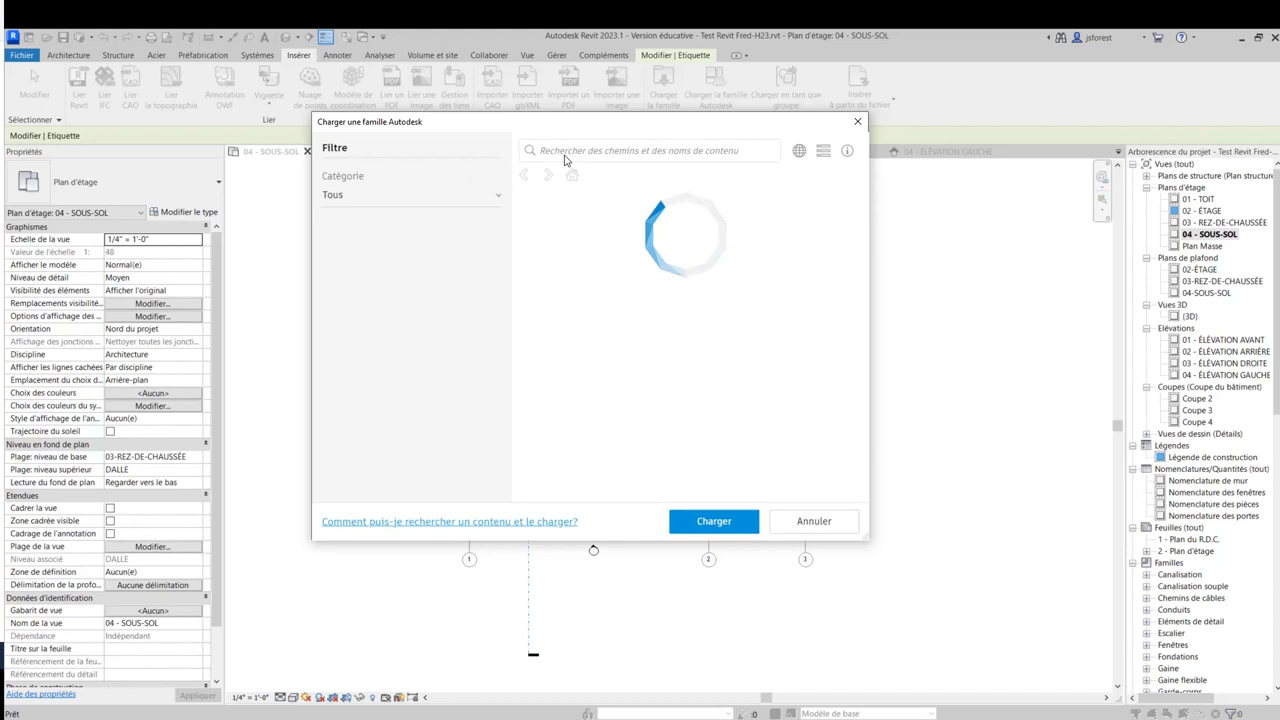 Autodesk Revit 2023.1 - Version éducative - Test Revit Fred-H23.rvt - Plan d'étage: 04 - SOUS-SOL
jsforest
Fichier Architecture Structure Acier Préfabrication Systèmes Insérer Annoter Analyser Volume et site Collaborer Vue Gérer Compléments Modifier | Etiquette
Modifier Lier Revit Lier IFC Lier CAO Lier la topographie Annotation DWF Vignette Nuage de points Modèle de coordination Lier un PDF Lier une image Gestion des liens Importer CAO Importer gbXML Importer un PDF Importer une image Charger la famille Charger la famille Autodesk Charger en tant que groupe Insérer à partir du fichier
Sélectionner Lier
Modifier | Etiquette
Propriétés
Plan d'étage
Plan d'étage: 04 - SOUS-SOL Modifier le type
Graphismes
Echelle de la vue 1/4" = 1'-0"
Valeur de l'échelle 1: 48
Afficher le modèle Normal(e)
Niveau de détail Moyen
Visibilité des éléments Afficher l'original
Remplacements visibilité... Modifier...
Options d'affichage des ... Modifier...
Orientation Nord du projet
Affichage des jonctions ... Nettoyer toutes les joncti...
Discipline Architecture
Afficher les lignes cachées Par discipline
Emplacement du choix d... Arrière-plan
Choix des couleurs <Aucun>
Choix des couleurs du sy... Modifier...
Style d'affichage de l'an... Aucun(e)
Trajectoire du soleil
Niveau en fond de plan
Plage: niveau de base 03-REZ-DE-CHAUSSÉE
Plage: niveau supérieur DALLE
Lecture du fond de plan Regarder vers le bas
Etendues
Cadrer la vue
Zone cadrée visible
Cadrage de l'annotation
Plage de la vue Modifier...
Niveau associé DALLE
Zone de définition Aucun(e)
Délimitation de la profo... Aucune délimitation
Données d'identification
Gabarit de vue <Aucun>
Nom de la vue 04 - SOUS-SOL
Dépendance Indépendant
Titre sur la feuille
Référencement de la feu...
Référencement du détail
Aide des propriétés Appliquer
Prêt
04 - SOUS-SOL
04 - ÉLÉVATION GAUCHE
Charger une famille Autodesk
Filtre
Catégorie
Tous
Rechercher des chemins et des noms de contenu
Comment puis-je rechercher un contenu et le charger?
Charger Annuler
1 2 3
1/4" = 1'-0"
:0 Modèle de base :0
Arborescence du projet - Test Revit Fred-H23...
Vues (tout)
Plans de structure (Plan structure
Plans d'étage
01 - TOIT
02 - ÉTAGE
03 - REZ-DE-CHAUSSÉE
04 - SOUS-SOL
Plan Masse
Plans de plafond
02-ÉTAGE
03-REZ-DE-CHAUSSÉE
04-SOUS-SOL
Vues 3D
(3D)
Elévations
01 - ÉLÉVATION AVANT
02 - ÉLÉVATION ARRIÈRE
03 - ÉLÉVATION DROITE
04 - ÉLÉVATION GAUCHE
Coupes (Coupe du bâtiment)
Coupe 2
Coupe 3
Coupe 4
Vues de dessin (Détails)
Légendes
Légende de construction
Nomenclatures/Quantités (tout)
Nomenclature de mur
Nomenclature des fenêtres
Nomenclature des pièces
Nomenclature des portes
Feuilles (tout)
1 - Plan du R.D.C.
2 - Plan d'étage
Familles
Canalisation
Canalisation souple
Chemins de câbles
Conduits
Eléments de détail
Escalier
Fenêtres
Fondations
Gaine
Gaine flexible
Garde-corps